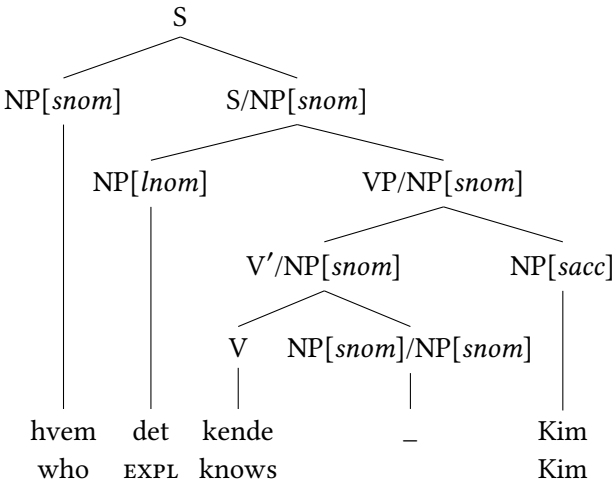 S
NP[snom] S/NP[snom]
NP[lnom] VP/NP[snom]
V′/NP[snom] NP[sacc]
V NP[snom]/NP[snom]
hvem det kende _ Kim
who EXPL knows Kim